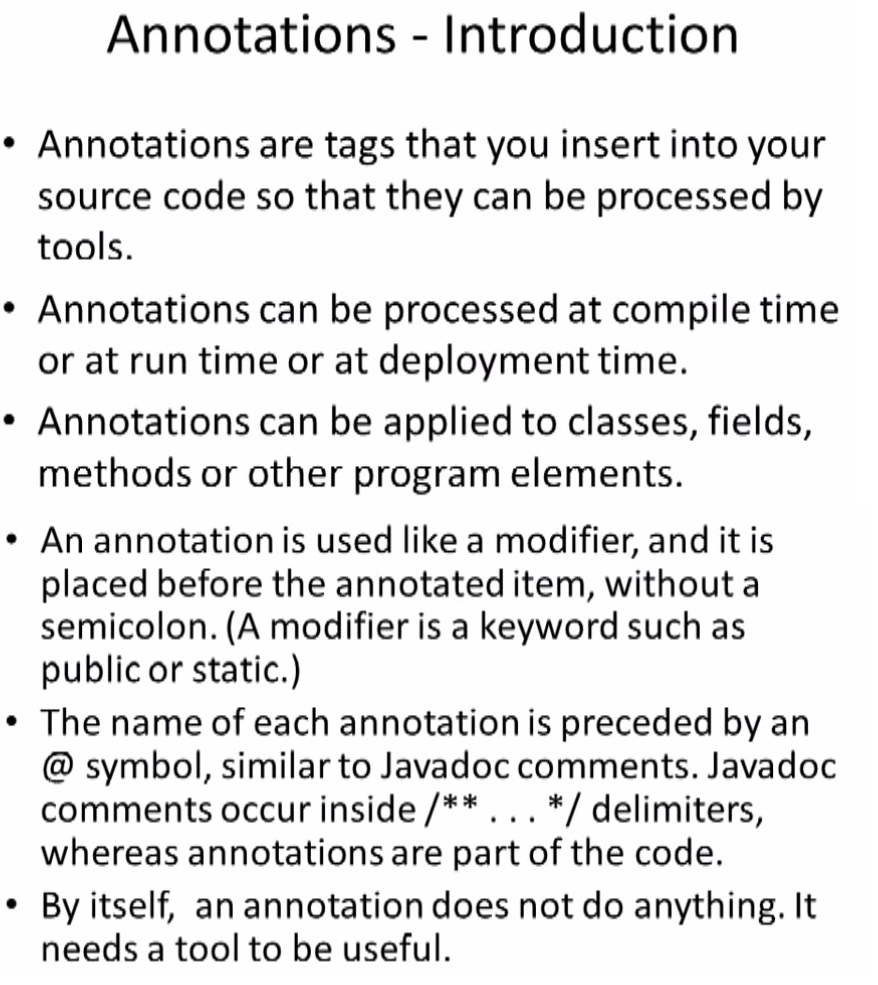 Annotations - Introduction
• Annotations are tags that you insert into your
source code so that they can be processed by
tools.
• Annotations can be processed at compile time
or at run time or at deployment time.
• Annotations can be applied to classes, fields,
methods or other program elements.
• An annotation is used like a modifier, and it is
placed before the annotated item, without a
semicolon. (A modifier is a keyword such as
public or static.)
• The name of each annotation is preceded by an
@ symbol, similar to Javadoc comments. Javadoc
comments occur inside /** . . . */ delimiters,
whereas annotations are part of the code.
• By itself, an annotation does not do anything. It
needs a tool to be useful.